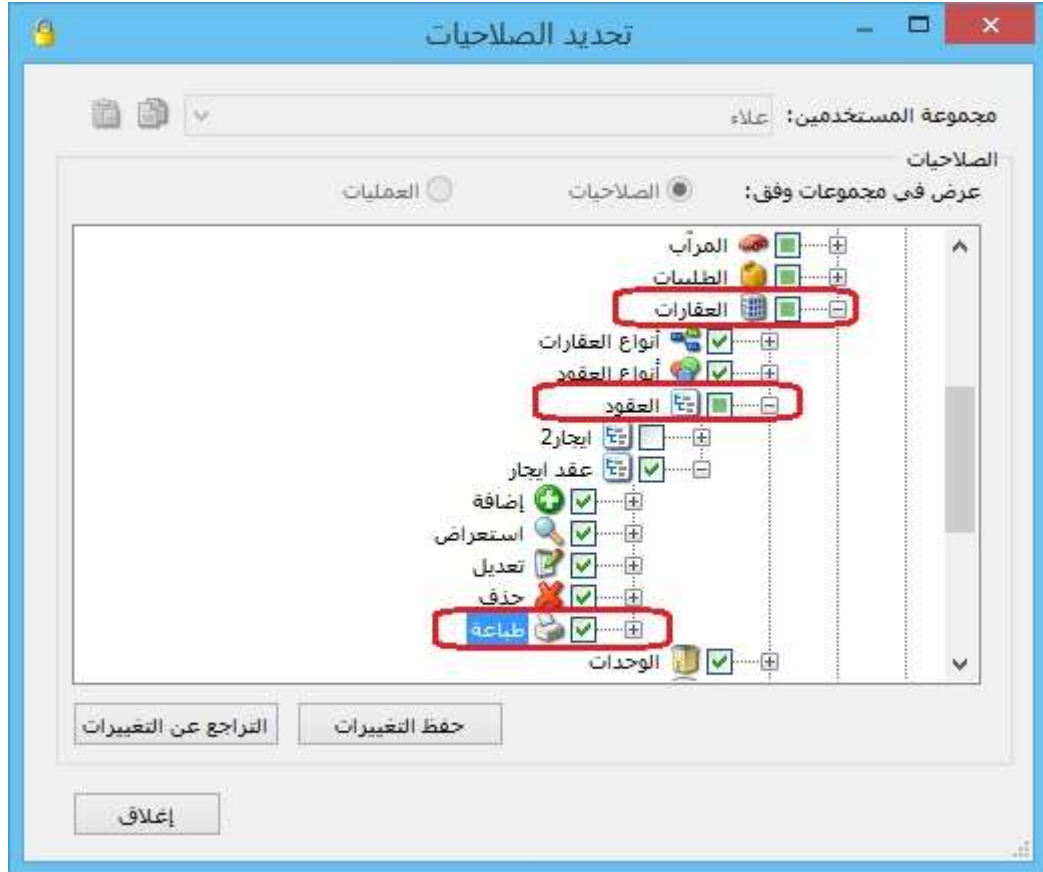 تحديد الصلاحيات
مجموعة المستخدمين: علاء
الصلاحيات
عرض في مجموعات وفق: الصلاحيات العمليات
المرآب
الطلبيات
العقارات
أنواع العقارات
أنواع العقود
العقود
ايجار2
عقد ايجار
إضافة
استعراض
تعديل
حذف
طباعة
الوحدات
حفظ التغييرات التراجع عن التغييرات
إغلاق